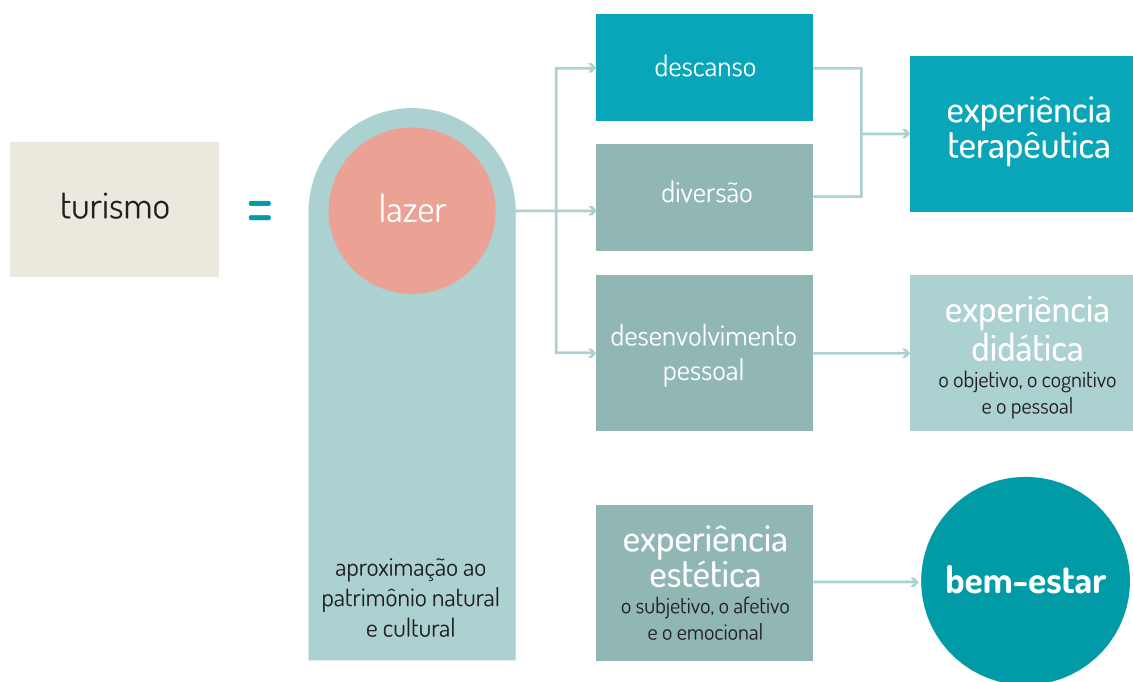 turismo
=
lazer
aproximação ao
patrimônio natural
e cultural
descanso
diversão
desenvolvimento
pessoal
experiência
terapêutica
experiência
didática
o objetivo, o cognitivo
e o pessoal
experiência
estética
o subjetivo, o afetivo
e o emocional
bem-estar